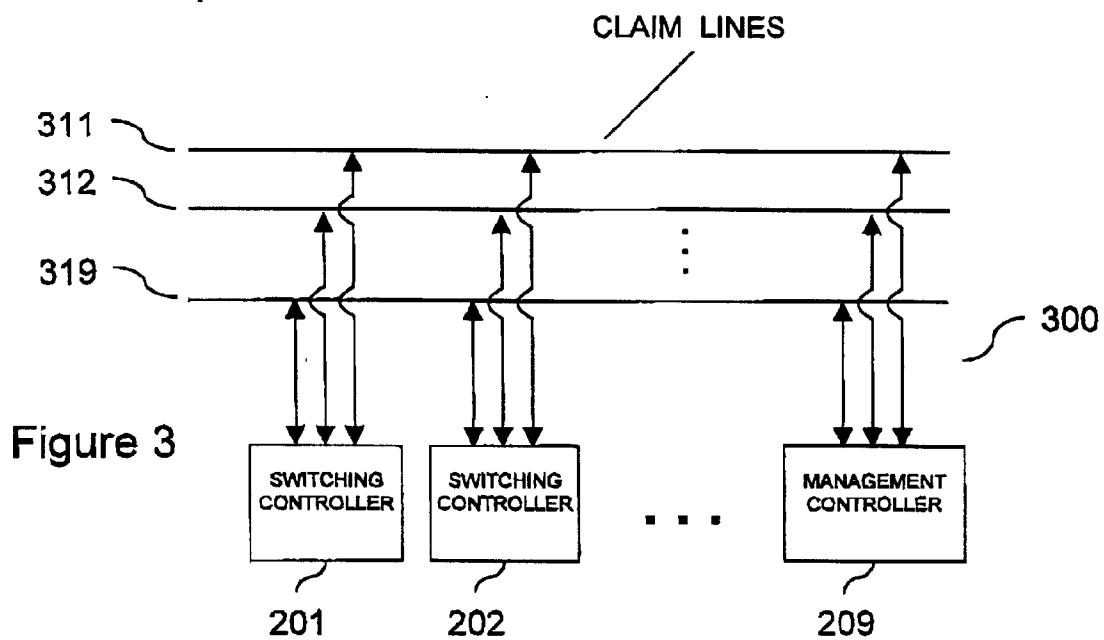 CLAIM LINES
311
312
319
300
Figure 3
SWITCHING
CONTROLLER
SWITCHING
CONTROLLER
MANAGEMENT
CONTROLLER
201
202
209